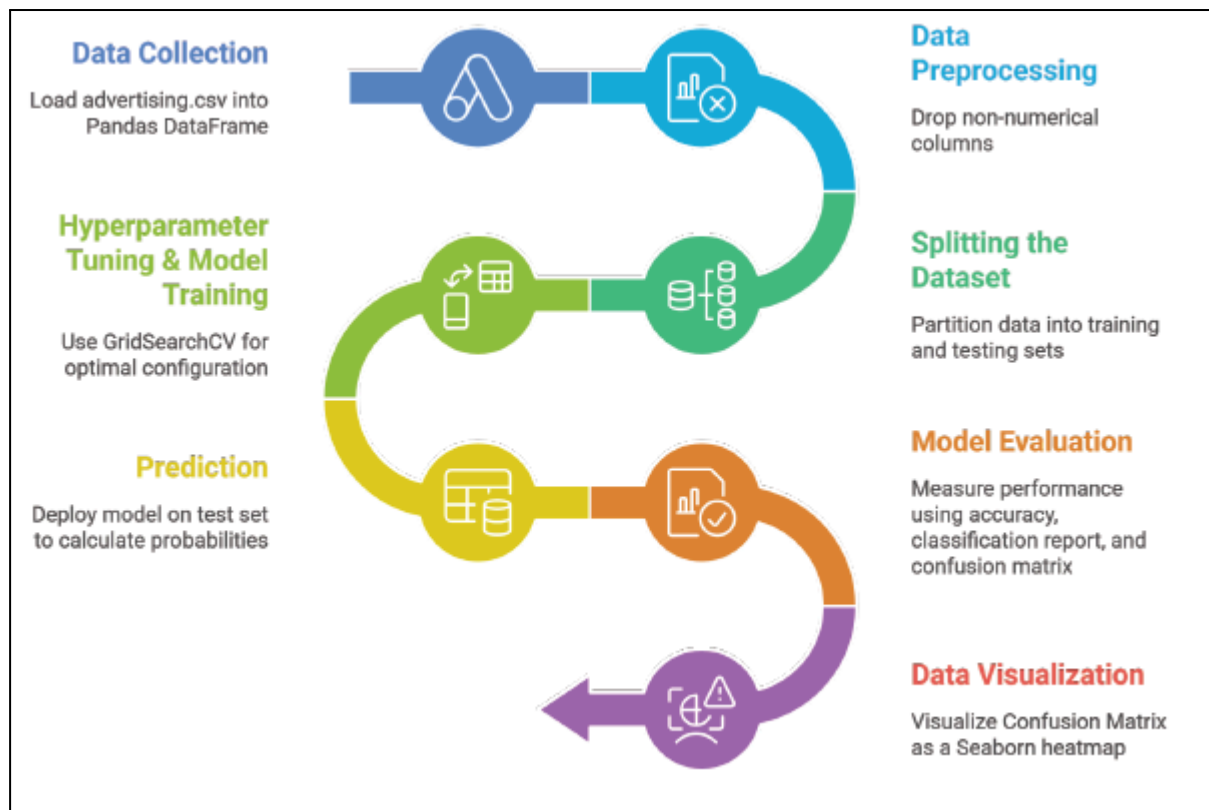 Data Collection
Load advertising.csv into
Pandas DataFrame
Data
Preprocessing
Drop non-numerical
columns
Splitting the
Dataset
Partition data into training
and testing sets
Hyperparameter
Tuning & Model
Training
Use GridSearchCV for
optimal configuration
Prediction
Deploy model on test set
to calculate probabilities
Model Evaluation
Measure performance
using accuracy,
classification report, and
confusion matrix
Data Visualization
Visualize Confusion Matrix
as a Seaborn heatmap